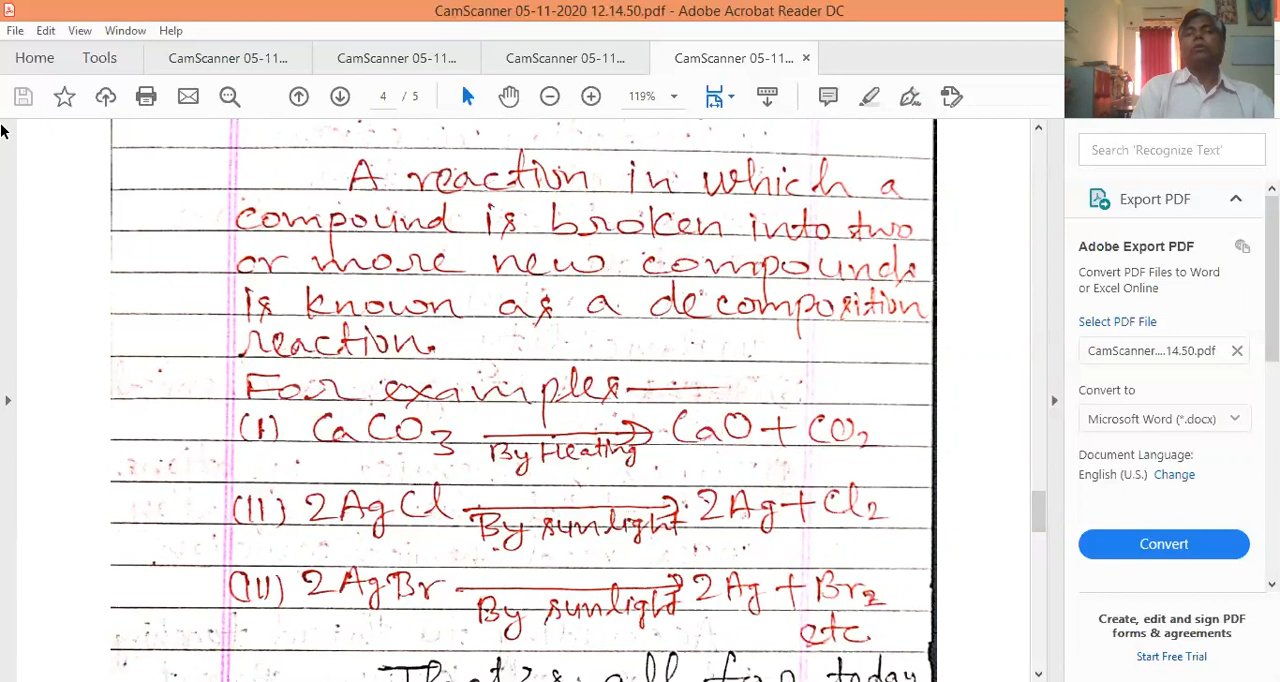 CamScanner 05-11-2020 12.14.50.pdf - Adobe Acrobat Reader DC
File Edit View Window Help
Home Tools CamScanner 05-11... CamScanner 05-11... CamScanner 05-11... CamScanner 05-11... ×
4 / 5 119%
A reaction in which a
compound is broken into two
or more new compounds
is known as a decomposition
reaction.
For examples——
(I) CaCO3 By Heating → CaO + CO2
(II) 2AgCl By sunlight → 2Ag + Cl2
(III) 2AgBr By sunlight → 2Ag + Br2
etc.
That's all for today
Search 'Recognize Text'
Export PDF
Adobe Export PDF
Convert PDF Files to Word
or Excel Online
Select PDF File
CamScanner....14.50.pdf
Convert to
Microsoft Word (*.docx)
Document Language:
English (U.S.) Change
Convert
Create, edit and sign PDF
forms & agreements
Start Free Trial